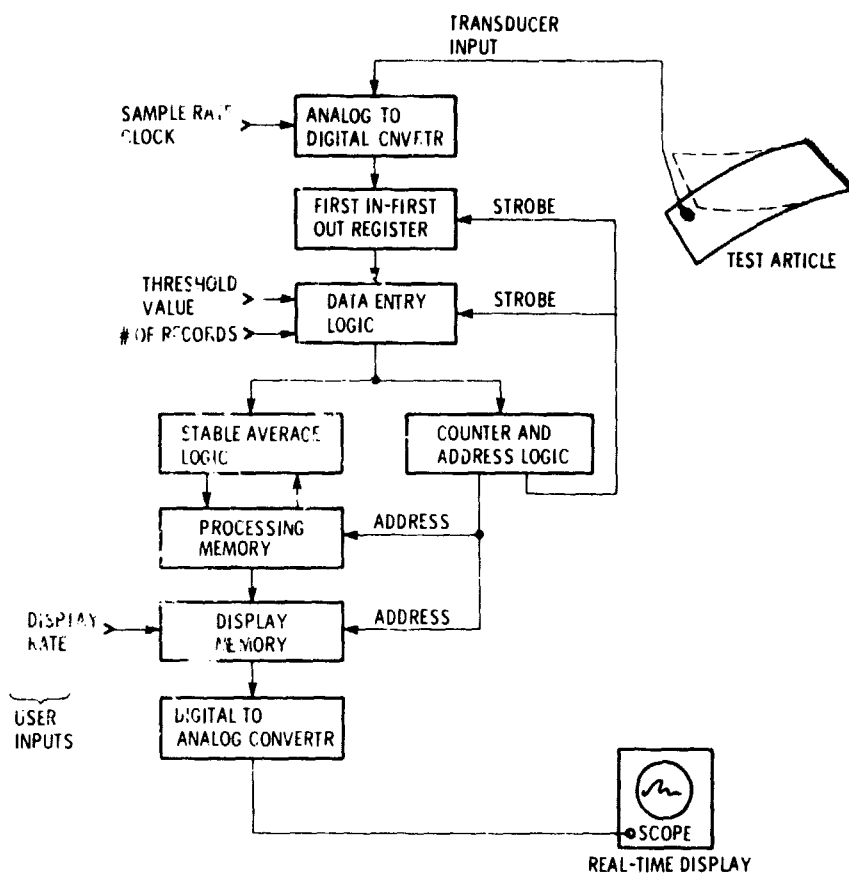 TRANSDUCER
INPUT
SAMPLE RATE
CLOCK
ANALOG TO
DIGITAL CNVETR
FIRST IN-FIRST
OUT REGISTER
STROBE
TEST ARTICLE
THRESHOLD
VALUE
# OF RECORDS
DATA ENTRY
LOGIC
STROBE
STABLE AVERAGE
LOGIC
COUNTER AND
ADDRESS LOGIC
PROCESSING
MEMORY
ADDRESS
DISPLAY
RATE
DISPLAY
MEMORY
ADDRESS
USER
INPUTS
DIGITAL TO
ANALOG CONVERTR
SCOPE
REAL-TIME DISPLAY